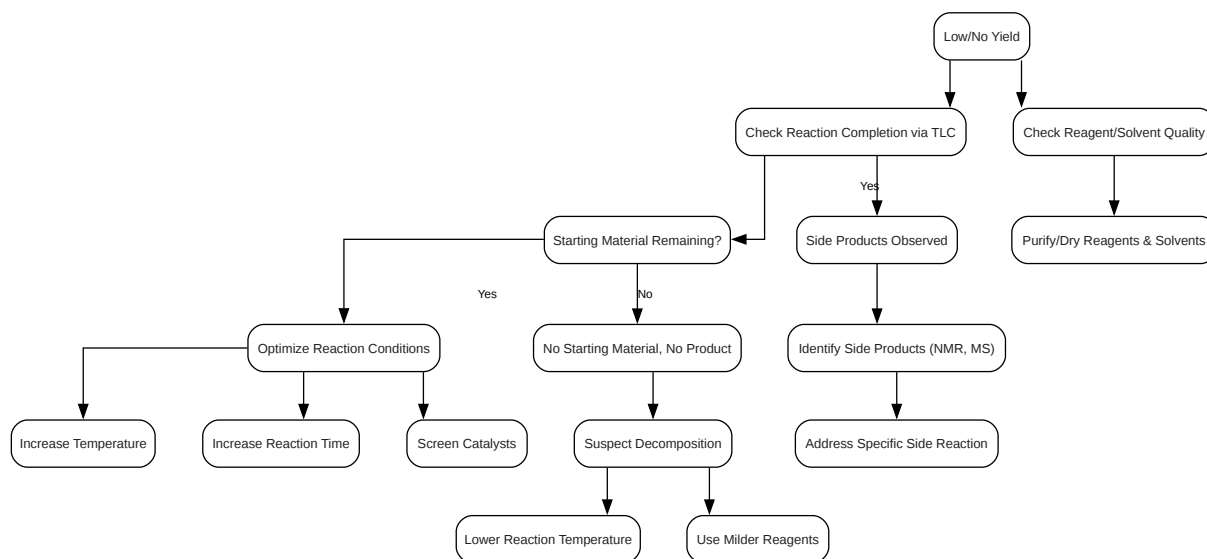 Low/No Yield
Check Reaction Completion via TLC
Check Reagent/Solvent Quality
Yes
Starting Material Remaining?
Side Products Observed
Purify/Dry Reagents & Solvents
Yes
No
Optimize Reaction Conditions
No Starting Material, No Product
Identify Side Products (NMR, MS)
Increase Temperature
Increase Reaction Time
Screen Catalysts
Suspect Decomposition
Address Specific Side Reaction
Lower Reaction Temperature
Use Milder Reagents